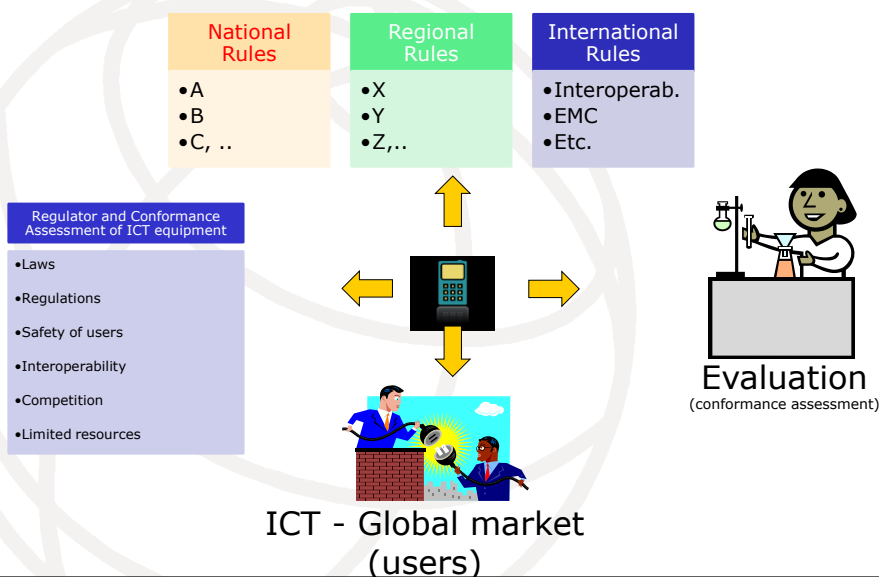 National
Rules
•A
•B
•C, ..
Regional
Rules
•X
•Y
•Z,..
International
Rules
•Interoperab.
•EMC
•Etc.
Regulator and Conformance
Assessment of ICT equipment
•Laws
•Regulations
•Safety of users
•Interoperability
•Competition
•Limited resources
Evaluation
(conformance assessment)
ICT - Global market
(users)